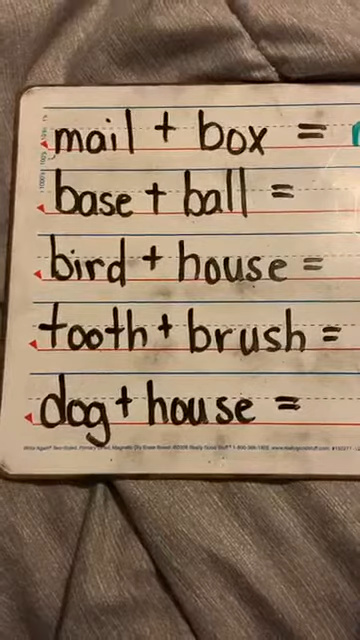 mail + box =
base + ball =
bird + house =
tooth + brush =
dog + house =